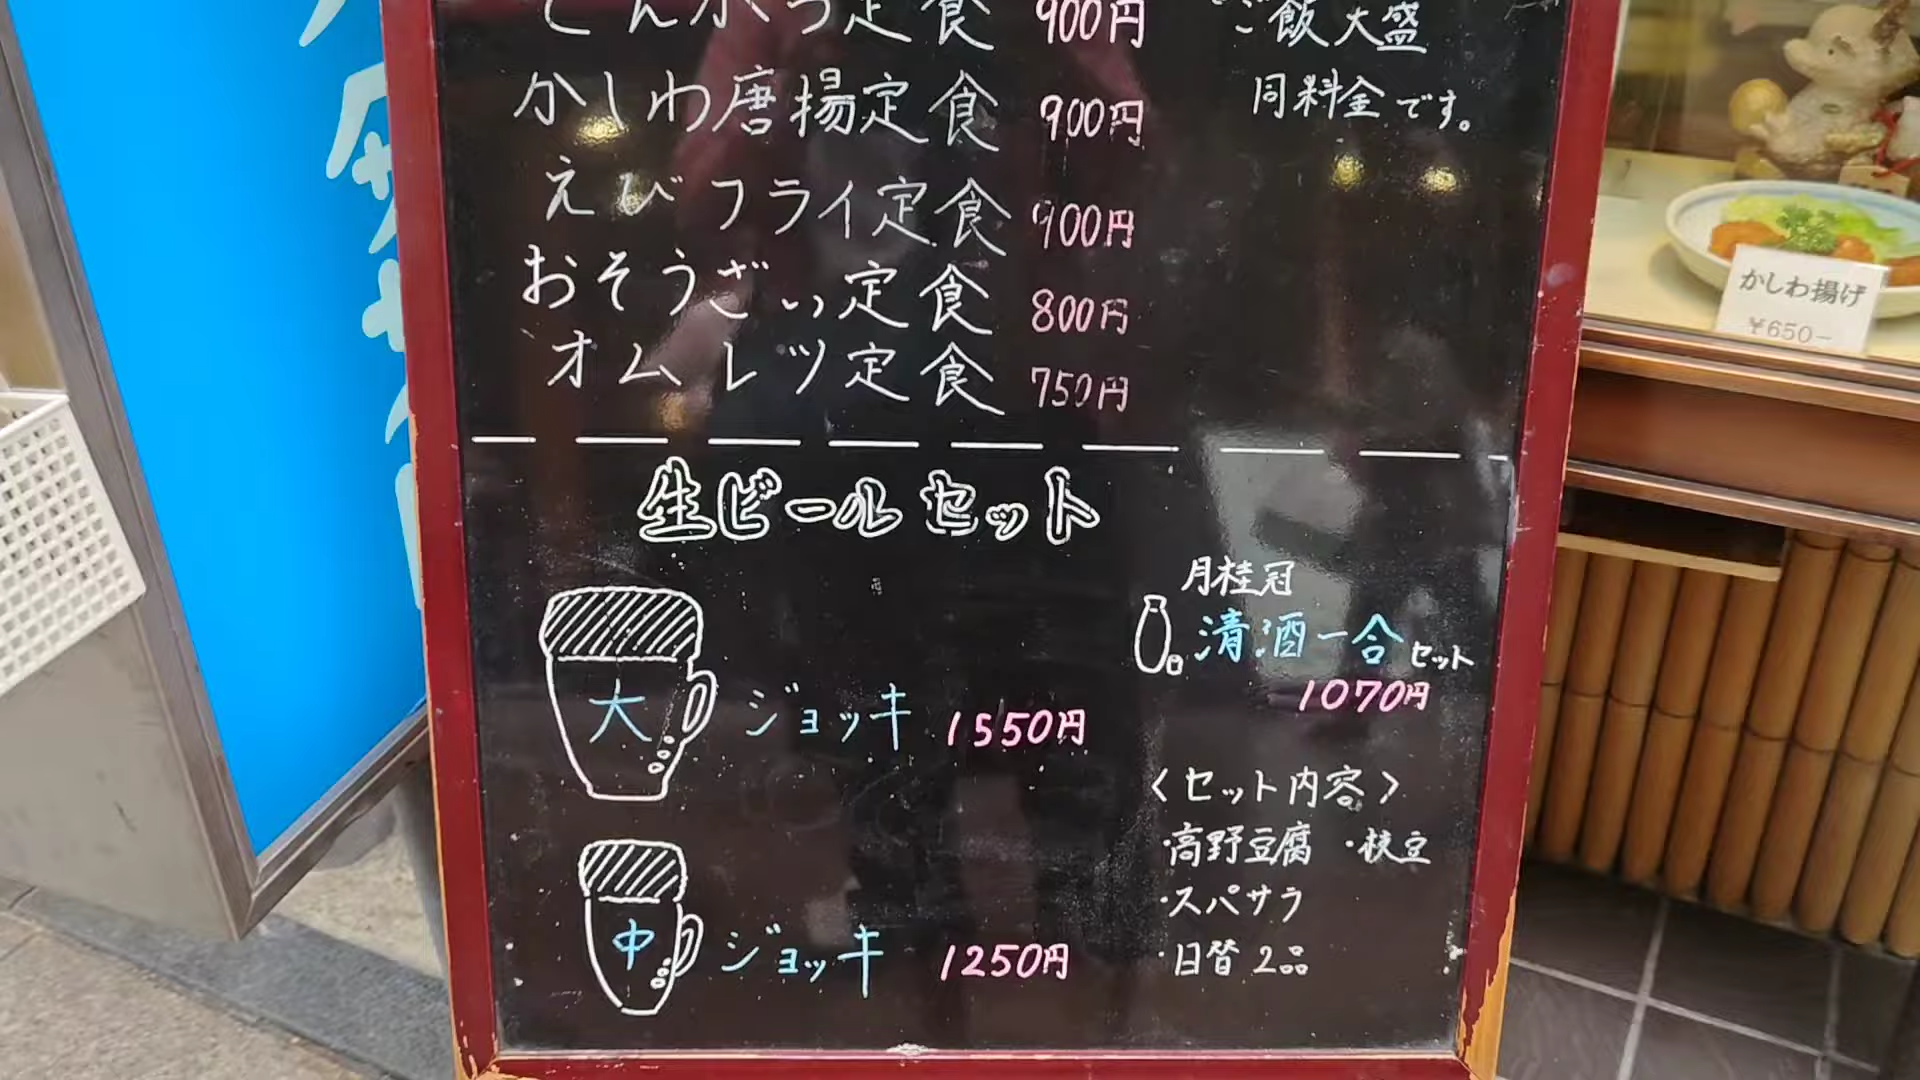 てんぷら定食 900円
ご飯大盛
同料金です。
かしわ唐揚定食 900円
えびフライ定食 900円
おそうざい定食 800円
オムレツ定食 750円
生ビールセット
大 ジョッキ 1550円
中 ジョッキ 1250円
月桂冠
清酒一合セット
1070円
〈セット内容〉
・高野豆腐 ・枝豆
・スパサラ
・日替2品
かしわ揚げ
¥650-